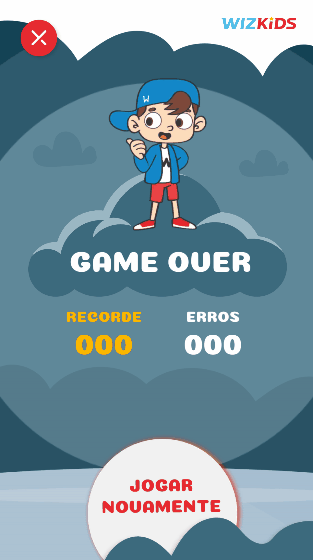 WIZKIDS
W
W
GAME OVER
RECORDE ERROS
000 000
JOGAR
NOVAMENTE